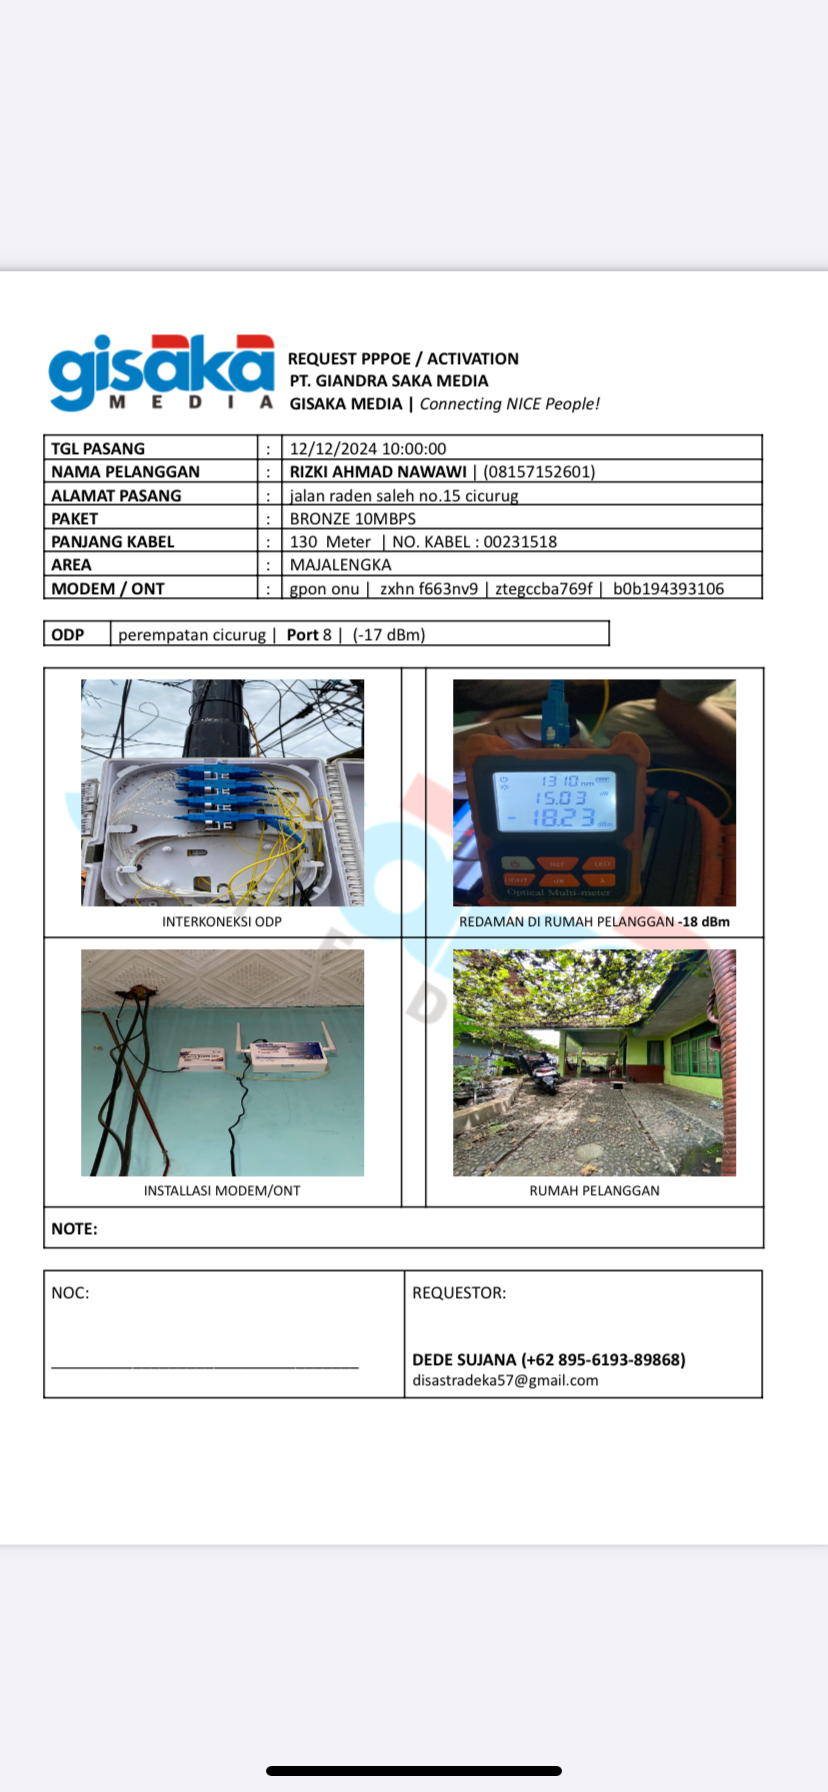 gisaka
MEDIA
REQUEST PPPOE / ACTIVATION
PT. GIANDRA SAKA MEDIA
GISAKA MEDIA | Connecting NICE People!
TGL PASANG : 12/12/2024 10:00:00
NAMA PELANGGAN : RIZKI AHMAD NAWAWI | (08157152601)
ALAMAT PASANG : jalan raden saleh no.15 cicurug
PAKET : BRONZE 10MBPS
PANJANG KABEL : 130 Meter | NO. KABEL : 00231518
AREA : MAJALENGKA
MODEM / ONT : gpon onu | zxhn f663nv9 | ztegccba769f | b0b194393106
ODP perempatan cicurug | Port 8 | (-17 dBm)
1310 nm
15.03
-18.23 dBm
REF LED
dB λ
Optical Multi-meter
INTERKONEKSI ODP
REDAMAN DI RUMAH PELANGGAN -18 dBm
INSTALLASI MODEM/ONT
RUMAH PELANGGAN
NOTE:
NOC:
REQUESTOR:
DEDE SUJANA (+62 895-6193-89868)
disastradeka57@gmail.com